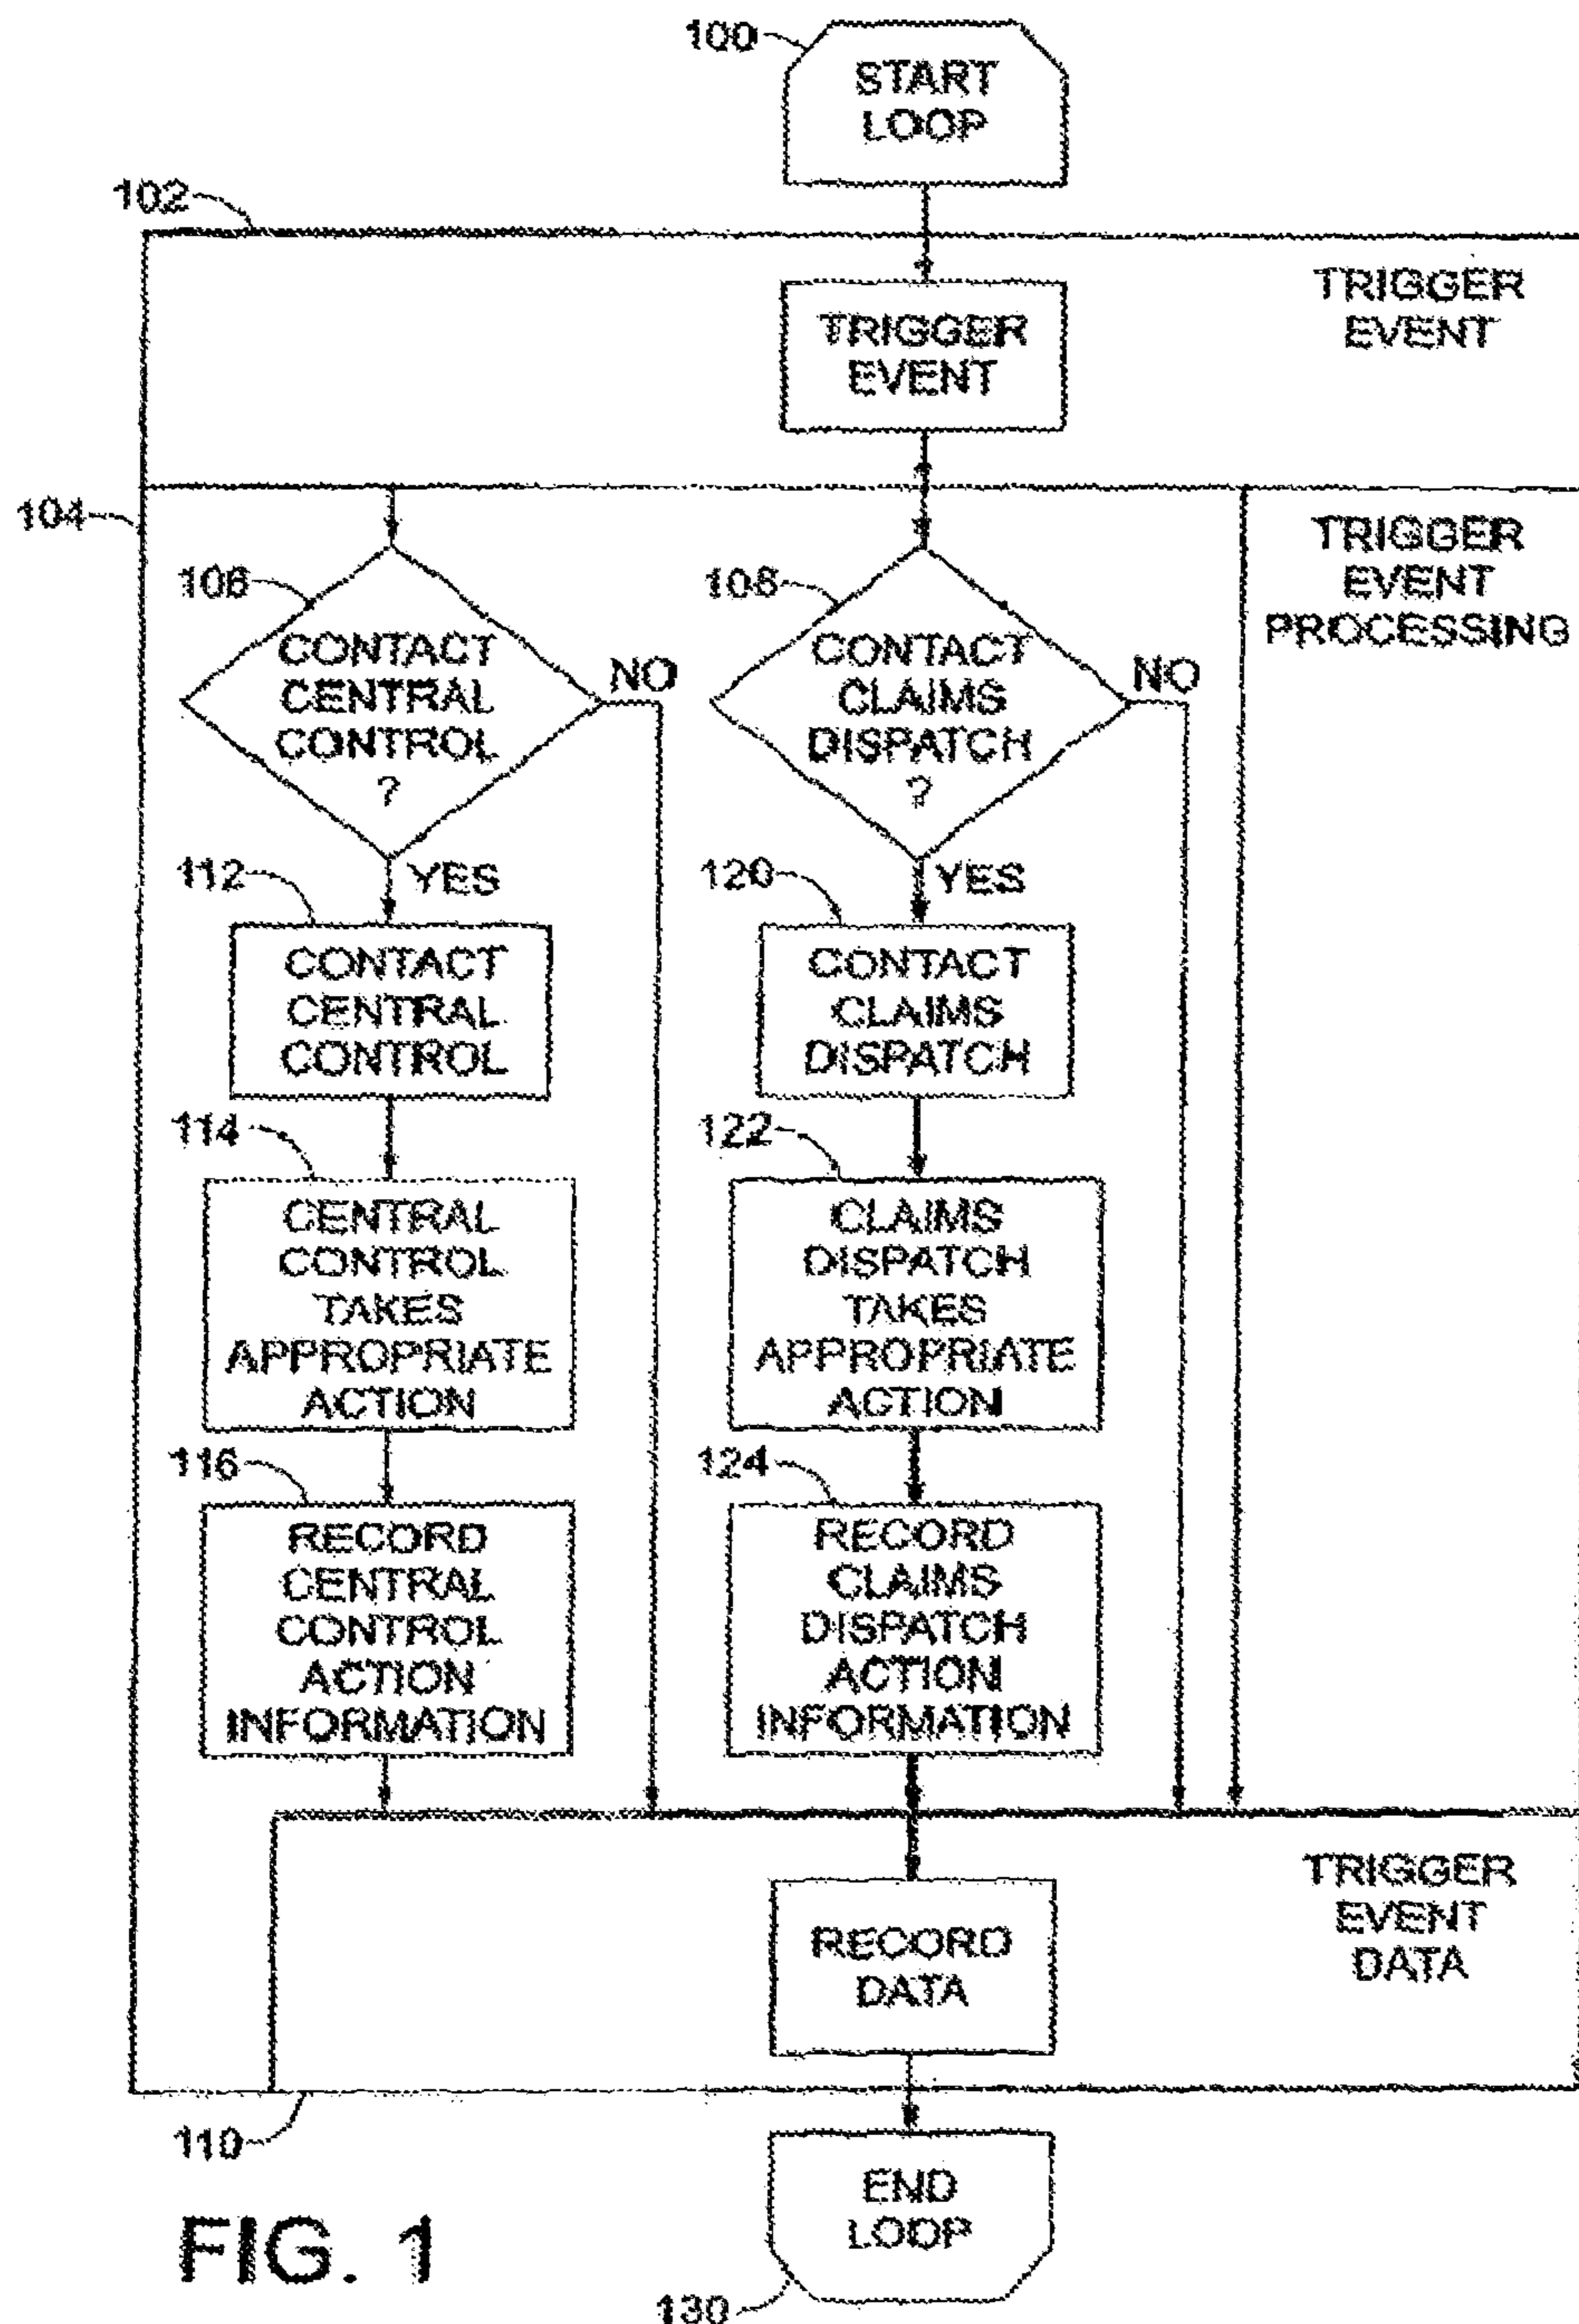 100
START
LOOP
102
TRIGGER
EVENT
TRIGGER
EVENT
104
TRIGGER
EVENT
PROCESSING
106
CONTACT
CENTRAL
CONTROL
?
NO
YES
108
CONTACT
CLAIMS
DISPATCH
?
NO
YES
112
CONTACT
CENTRAL
CONTROL
120
CONTACT
CLAIMS
DISPATCH
114
CENTRAL
CONTROL
TAKES
APPROPRIATE
ACTION
122
CLAIMS
DISPATCH
TAKES
APPROPRIATE
ACTION
116
RECORD
CENTRAL
CONTROL
ACTION
INFORMATION
124
RECORD
CLAIMS
DISPATCH
ACTION
INFORMATION
TRIGGER
EVENT
DATA
RECORD
DATA
110
END
LOOP
130
FIG. 1